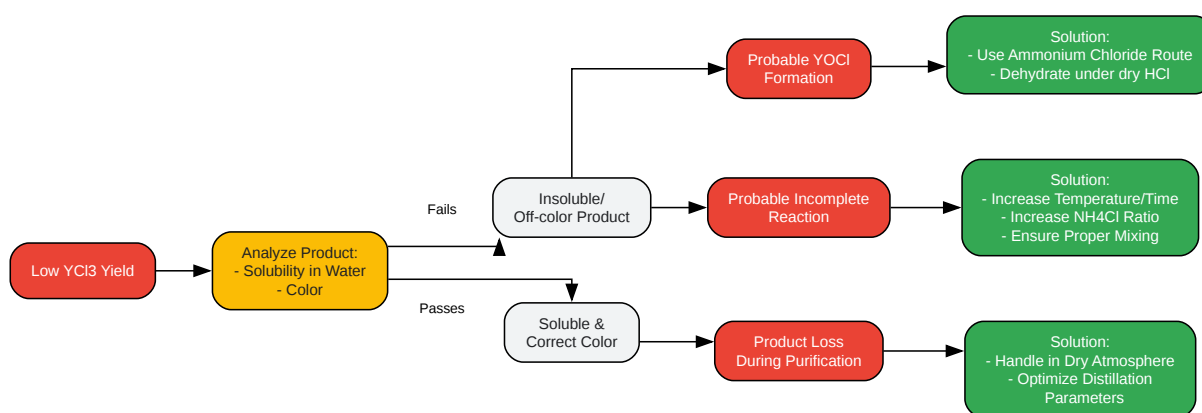 Low YCl3 Yield
Analyze Product:
- Solubility in Water
- Color
Fails
Passes
Insoluble/
Off-color Product
Soluble &
Correct Color
Probable YOCl
Formation
Probable Incomplete
Reaction
Product Loss
During Purification
Solution:
- Use Ammonium Chloride Route
- Dehydrate under dry HCl
Solution:
- Increase Temperature/Time
- Increase NH4Cl Ratio
- Ensure Proper Mixing
Solution:
- Handle in Dry Atmosphere
- Optimize Distillation
Parameters